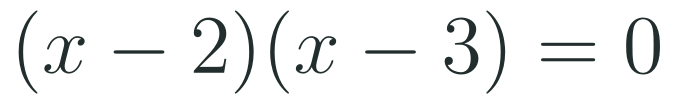 (x − 2)(x − 3) = 0